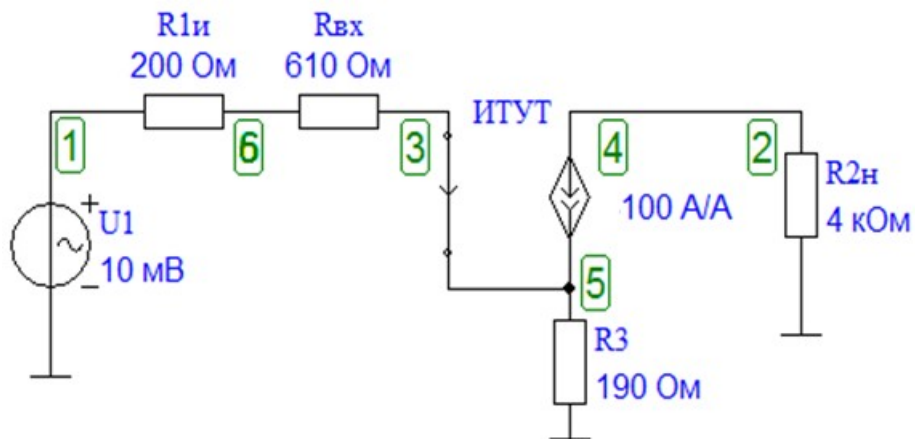 R1и
200 Ом
Rвх
610 Ом
ИТУТ
1
6
3
4
2
R2н
4 кОм
100 A/A
+
U1
10 мВ
−
5
R3
190 Ом